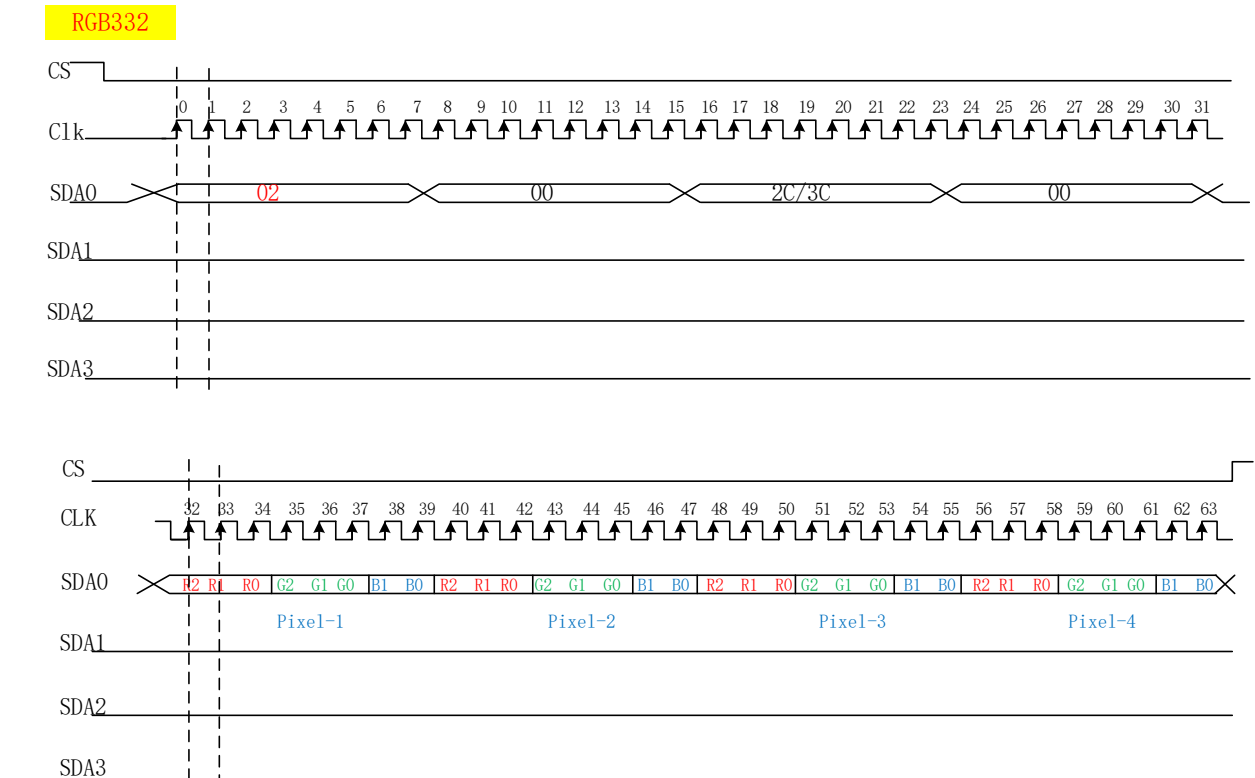 RGB332
CS
0 1 2 3 4 5 6 7 8 9 10 11 12 13 14 15 16 17 18 19 20 21 22 23 24 25 26 27 28 29 30 31
Clk
SDA0 02 00 2C/3C 00
SDA1
SDA2
SDA3
CS
32 33 34 35 36 37 38 39 40 41 42 43 44 45 46 47 48 49 50 51 52 53 54 55 56 57 58 59 60 61 62 63
CLK
SDA0 R2 R1 R0 G2 G1 G0 B1 B0 R2 R1 R0 G2 G1 G0 B1 B0 R2 R1 R0 G2 G1 G0 B1 B0 R2 R1 R0 G2 G1 G0 B1 B0
Pixel-1 Pixel-2 Pixel-3 Pixel-4
SDA1
SDA2
SDA3